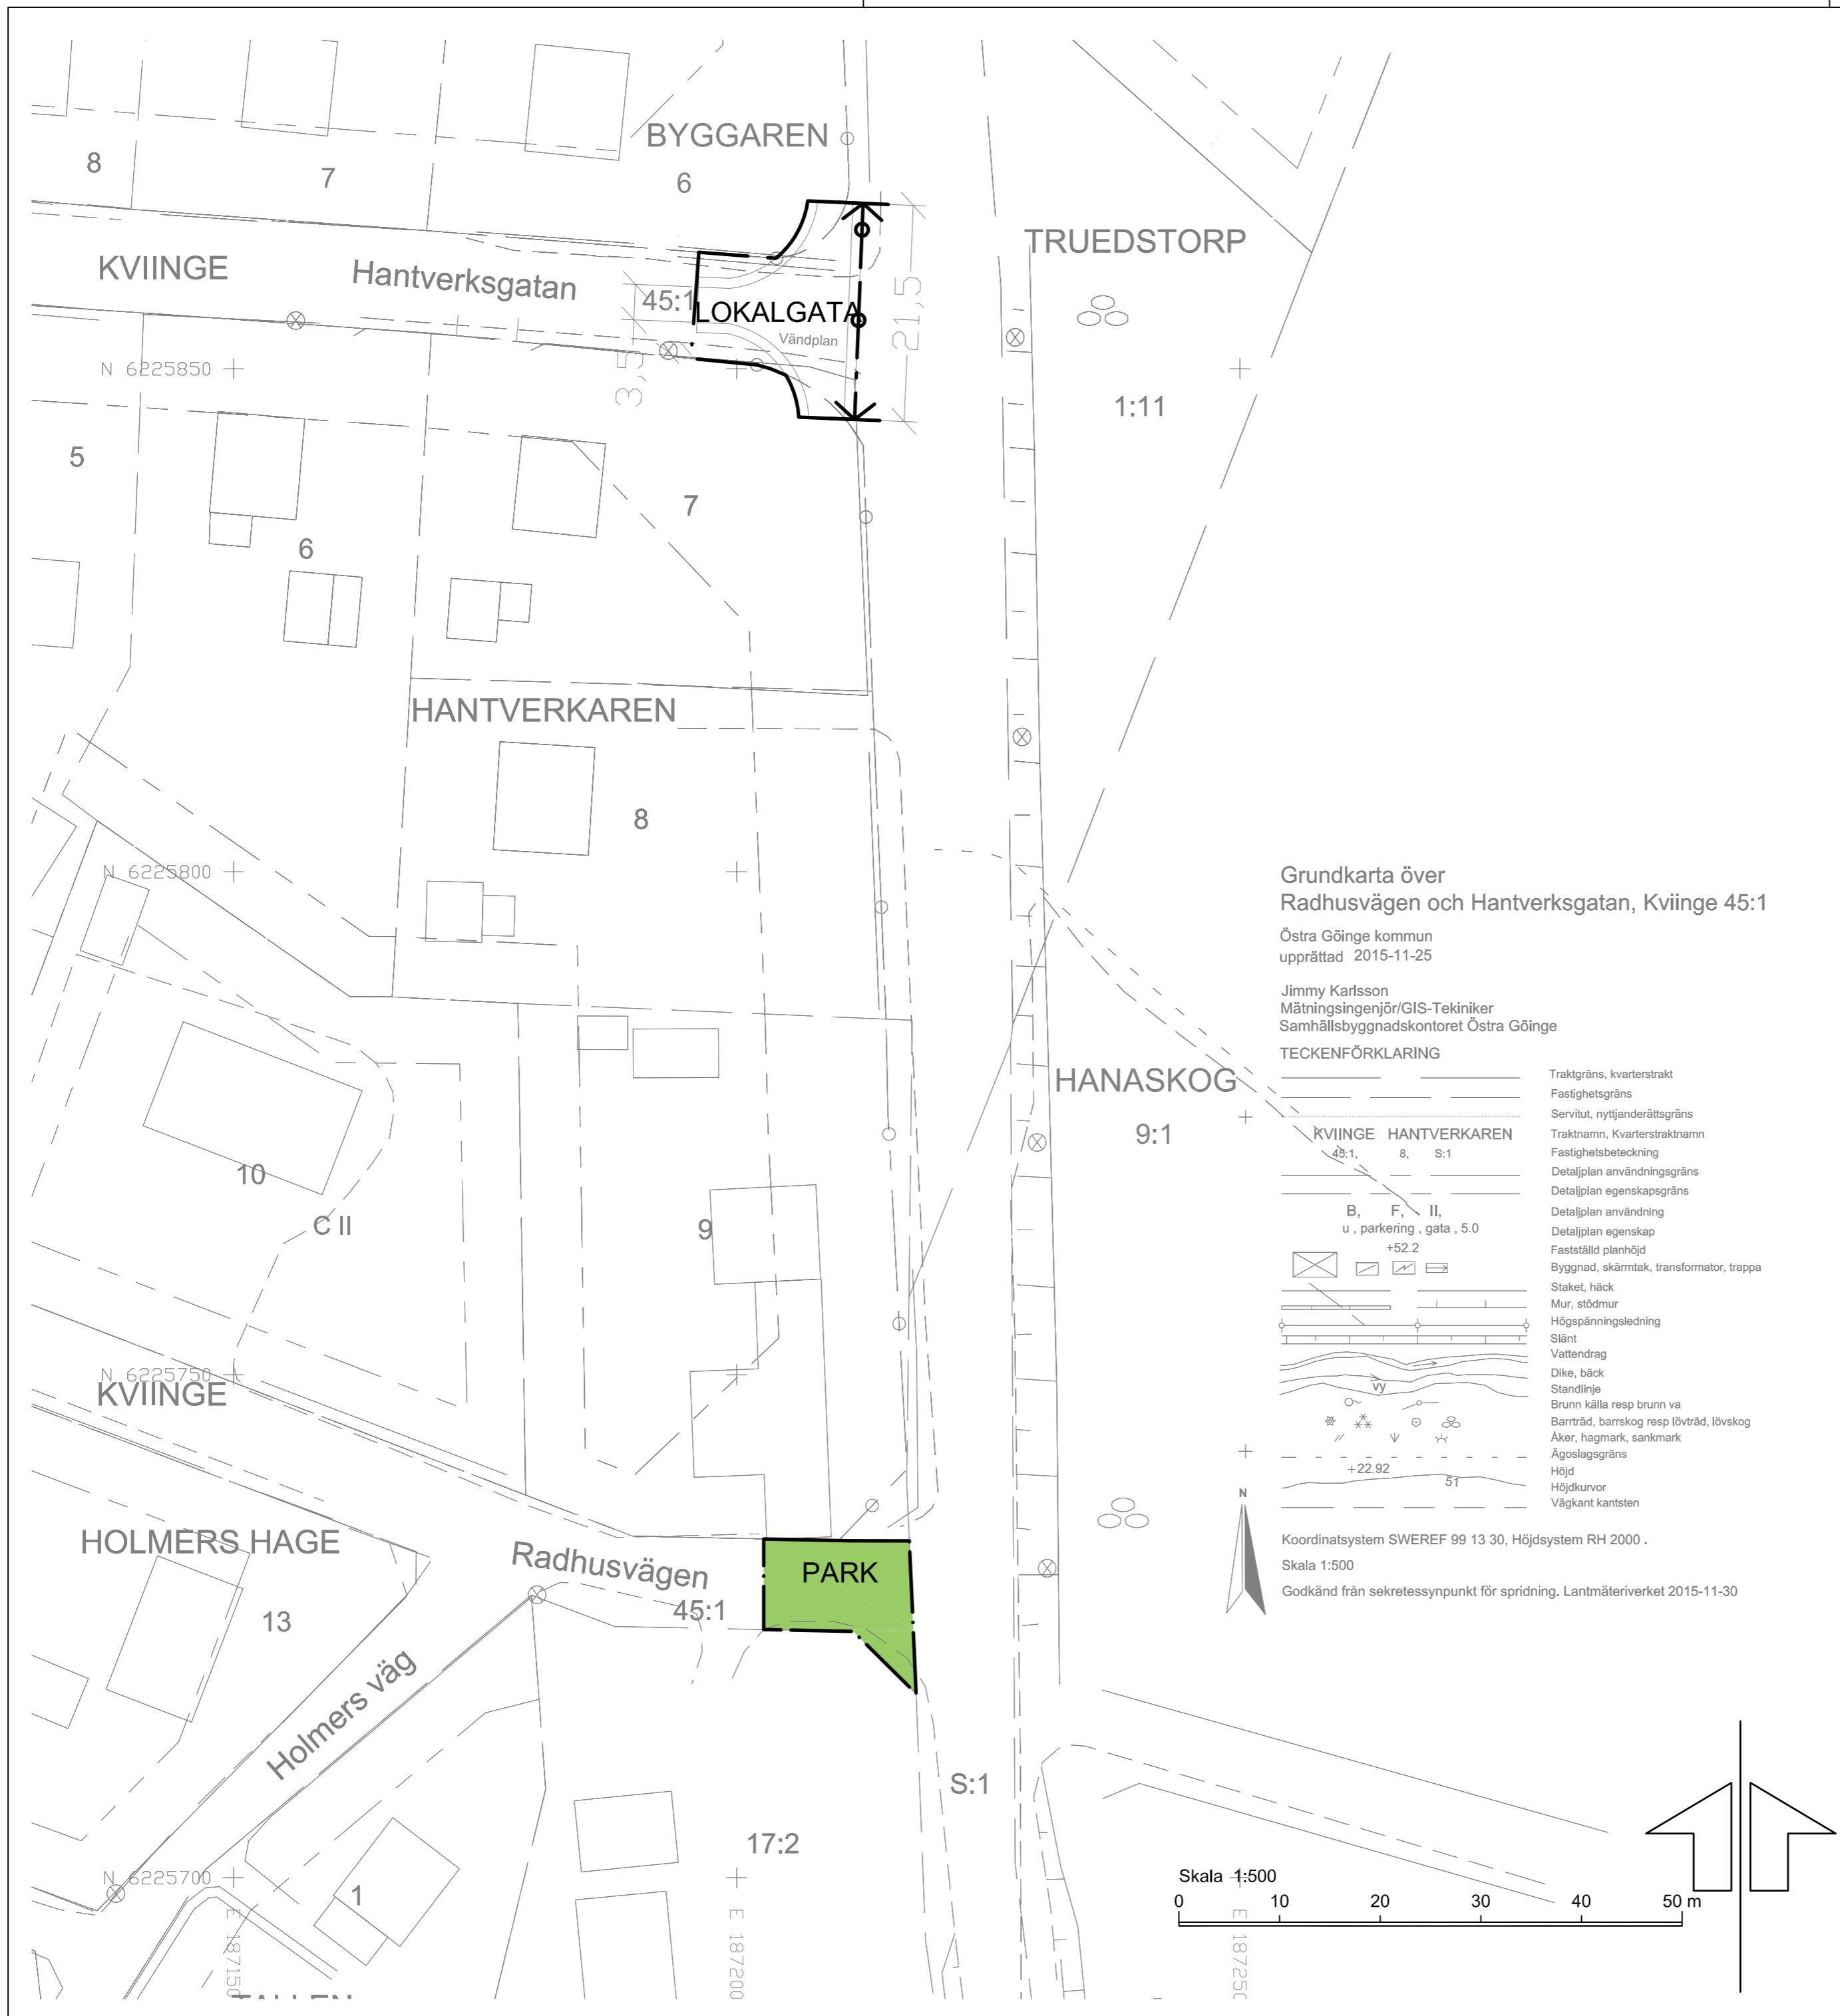 BYGGAREN
8
7
6
TRUEDSTORP
KVIINGE
Hantverksgatan
45:1
LOKALGATA
Vändplan
21,5
3,5
N 6225850
1:11
5
7
6
HANTVERKAREN
8
N 6225800
Grundkarta över
Radhusvägen och Hantverksgatan, Kviinge 45:1
Östra Göinge kommun
upprättad 2015-11-25
Jimmy Karlsson
Mätningsingenjör/GIS-Tekiniker
Samhällsbyggnadskontoret Östra Göinge
TECKENFÖRKLARING
Traktgräns, kvarterstrakt
Fastighetsgräns
Servitut, nyttjanderättsgräns
KVIINGE HANTVERKAREN Traktnamn, Kvarterstraktnamn
45:1, 8, S:1 Fastighetsbeteckning
Detaljplan användningsgräns
Detaljplan egenskapsgräns
B, F, II, Detaljplan användning
u , parkering , gata , 5.0 Detaljplan egenskap
+52.2 Fastställd planhöjd
Byggnad, skärmtak, transformator, trappa
Staket, häck
Mur, stödmur
Högspänningsledning
Slänt
Vattendrag
Dike, bäck
vy Standlinje
Brunn källa resp brunn va
Barrträd, barrskog resp lövträd, lövskog
Åker, hagmark, sankmark
Ägoslagsgräns
+22.92 Höjd
51 Höjdkurvor
Vägkant kantsten
N
Koordinatsystem SWEREF 99 13 30, Höjdsystem RH 2000 .
Skala 1:500
Godkänd från sekretessynpunkt för spridning. Lantmäteriverket 2015-11-30
HANASKOG
9:1
10
C II
9
N 6225750
KVIINGE
HOLMERS HAGE
Radhusvägen
PARK
45:1
13
Holmers väg
S:1
17:2
N 6225700
1
Skala 1:500
0 10 20 30 40 50 m
E 187150
E 187200
E 187250
TALLEN